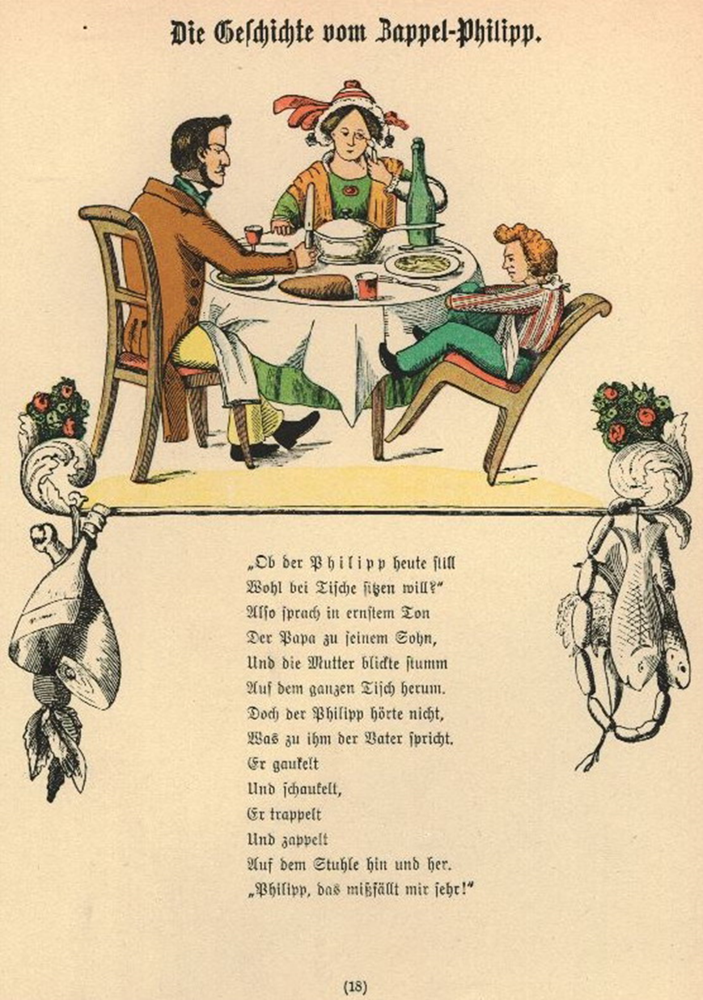 Die Geschichte vom Zappel-Philipp.
„Ob der Philipp heute still
Wohl bei Tische sitzen will?“
Also sprach in ernstem Ton
Der Papa zu seinem Sohn,
Und die Mutter blickte stumm
Auf dem ganzen Tisch herum.
Doch der Philipp hörte nicht,
Was zu ihm der Vater spricht.
Er gaukelt
Und schaukelt,
Er trappelt
Und zappelt
Auf dem Stuhle hin und her.
„Philipp, das mißfällt mir sehr!“
(18)